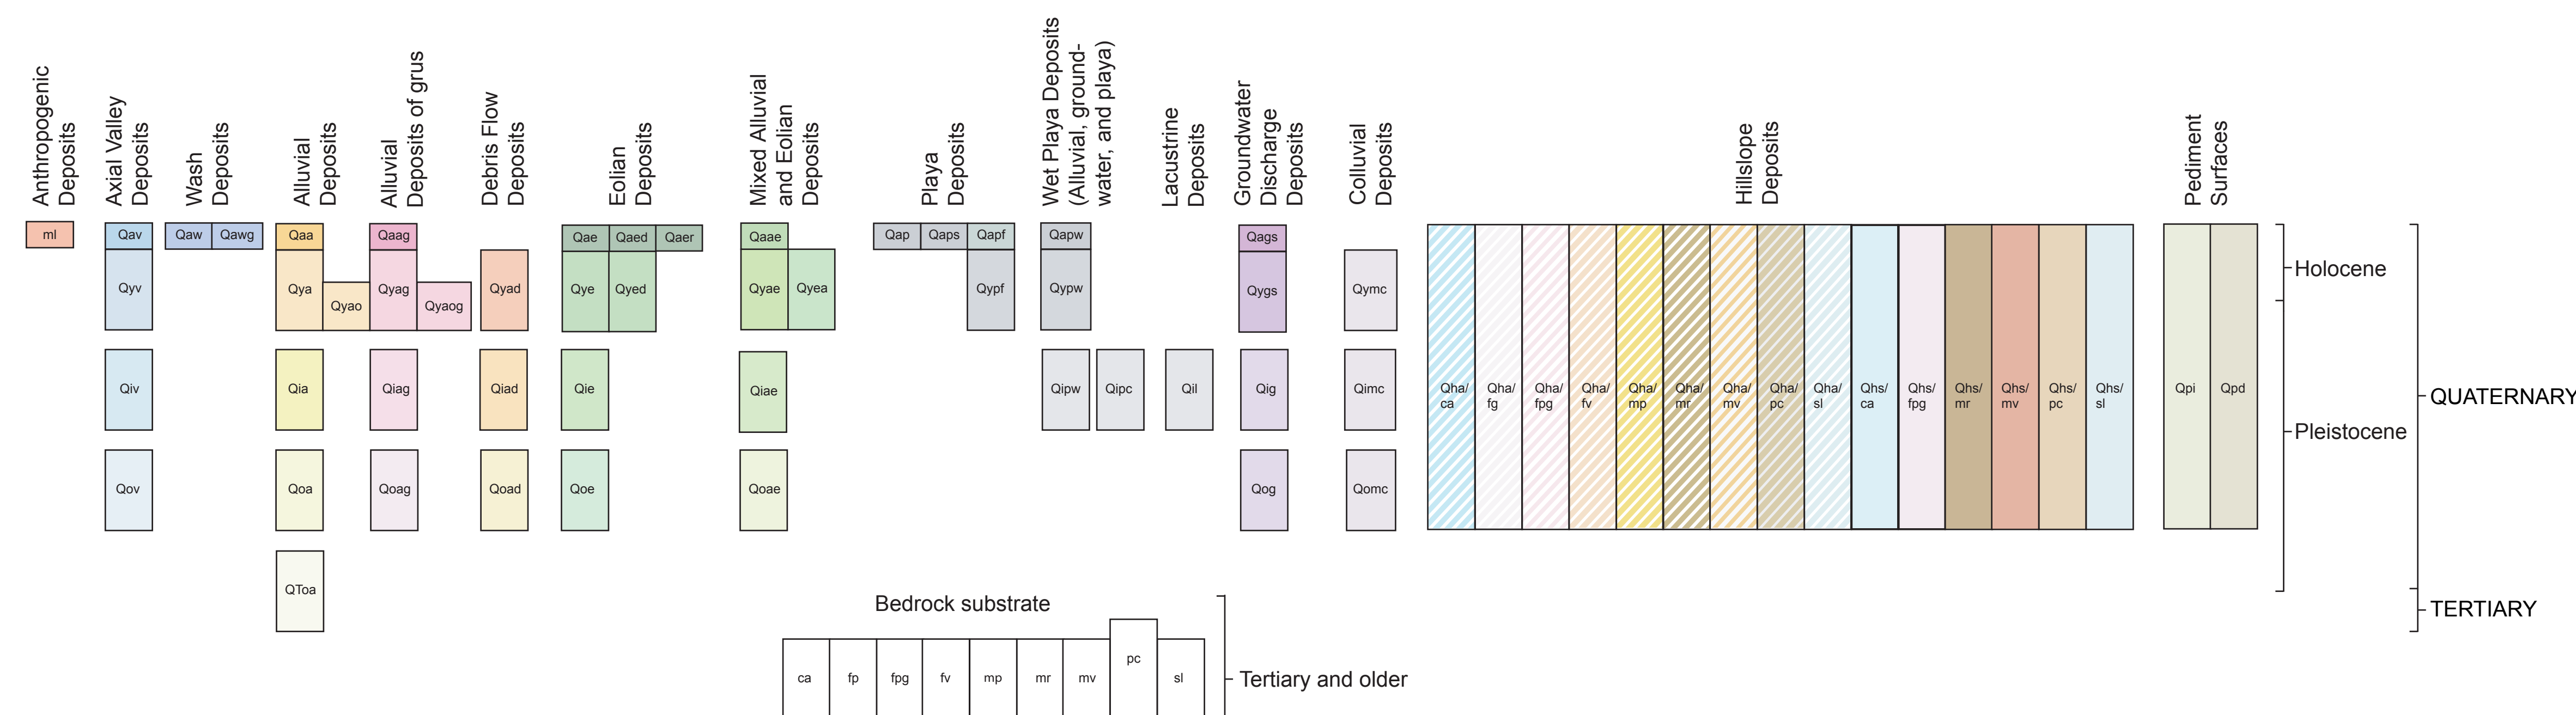 Anthropogenic
Deposits
Axial Valley
Deposits
Wash
Deposits
Alluvial
Deposits
Alluvial
Deposits of grus
Debris Flow
Deposits
Eolian
Deposits
Mixed Alluvial
and Eolian
Deposits
Playa
Deposits
Wet Playa Deposits
(Alluvial, ground-
water, and playa)
Lacustrine
Deposits
Groundwater
Discharge
Deposits
Colluvial
Deposits
Hillslope
Deposits
Pediment
Surfaces
ml
Qav
Qaw
Qawg
Qaa
Qaag
Qae
Qaed
Qaer
Qaae
Qap
Qaps
Qapf
Qapw
Qags
Qyv
Qya
Qyao
Qyag
Qyaog
Qyad
Qye
Qyed
Qyae
Qyea
Qypf
Qypw
Qygs
Qymc
Qiv
Qia
Qiag
Qiad
Qie
Qiae
Qipw
Qipc
Qil
Qig
Qimc
Qov
Qoa
Qoag
Qoad
Qoe
Qoae
Qog
Qomc
QToa
Qha/
ca
Qha/
fg
Qha/
fpg
Qha/
fv
Qha/
mp
Qha/
mr
Qha/
mv
Qha/
pc
Qha/
sl
Qhs/
ca
Qhs/
fpg
Qhs/
mr
Qhs/
mv
Qhs/
pc
Qhs/
sl
Qpi
Qpd
Holocene
Pleistocene
QUATERNARY
TERTIARY
Bedrock substrate
ca
fp
fpg
fv
mp
mr
mv
pc
sl
Tertiary and older